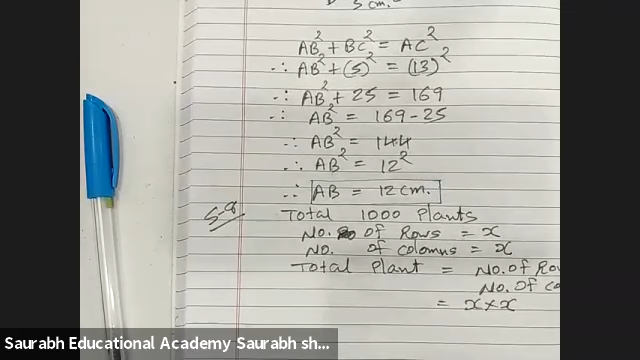 5 cm.
AB² + BC² = AC²
∴ AB² + (5)² = (13)²
∴ AB² + 25 = 169
∴ AB² = 169 - 25
∴ AB² = 144
∴ AB² = 12²
∴ AB = 12 cm.
Total 1000 Plants
No. of Rows = x
No. of colomns = x
Total Plant = No. of Ro
No. of co
= x × x
Saurabh Educational Academy Saurabh sh...